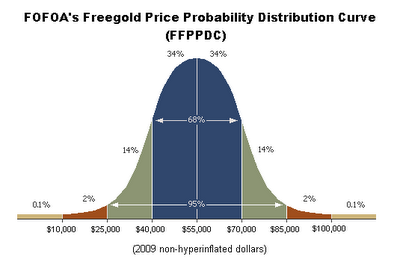 FOFOA's Freegold Price Probability Distribution Curve
(FFPPDC)
34% 34%
68%
14% 14%
95%
0.1% 2% 2% 0.1%
$10,000 $25,000 $40,000 $55,000 $70,000 $85,000 $100,000
(2009 non-hyperinflated dollars)